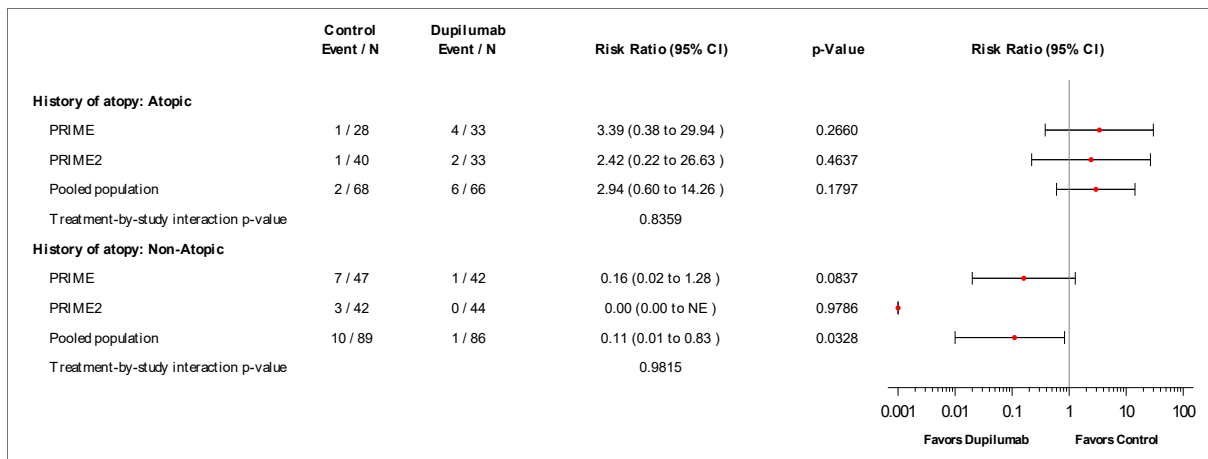 Control Dupilumab
Event / N Event / N Risk Ratio (95% CI) p-Value Risk Ratio (95% CI)
History of atopy: Atopic
PRIME 1 / 28 4 / 33 3.39 (0.38 to 29.94 ) 0.2660
PRIME2 1 / 40 2 / 33 2.42 (0.22 to 26.63 ) 0.4637
Pooled population 2 / 68 6 / 66 2.94 (0.60 to 14.26 ) 0.1797
Treatment-by-study interaction p-value 0.8359
History of atopy: Non-Atopic
PRIME 7 / 47 1 / 42 0.16 (0.02 to 1.28 ) 0.0837
PRIME2 3 / 42 0 / 44 0.00 (0.00 to NE ) 0.9786
Pooled population 10 / 89 1 / 86 0.11 (0.01 to 0.83 ) 0.0328
Treatment-by-study interaction p-value 0.9815
0.001 0.01 0.1 1 10 100
Favors Dupilumab Favors Control